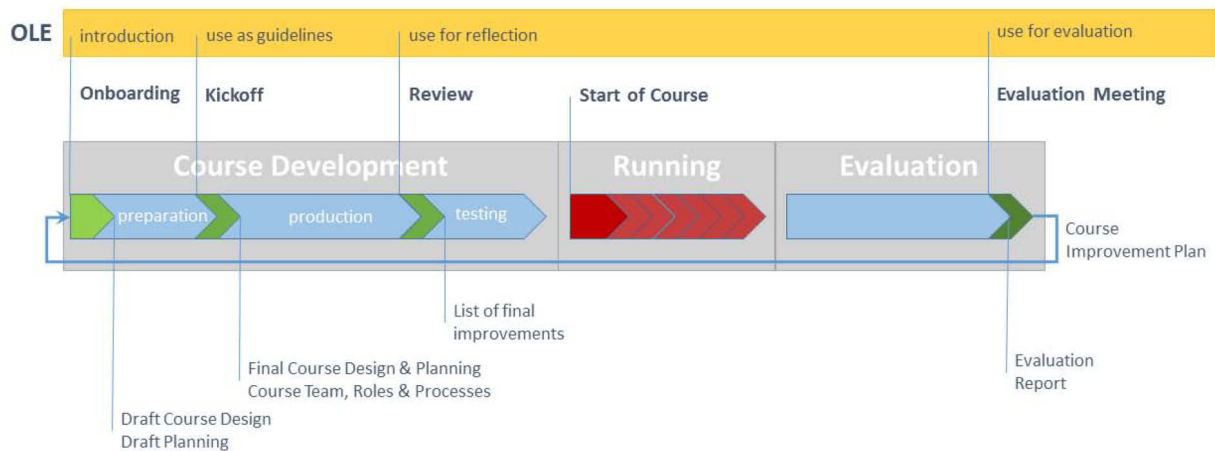 OLE
introduction
use as guidelines
use for reflection
use for evaluation
Onboarding
Kickoff
Review
Start of Course
Evaluation Meeting
Course Development
Running
Evaluation
preparation
production
testing
Course
Improvement Plan
List of final
improvements
Final Course Design & Planning
Course Team, Roles & Processes
Evaluation
Report
Draft Course Design
Draft Planning